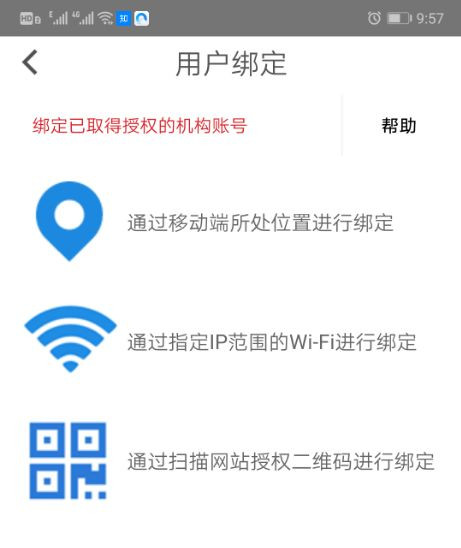 HD B E 4G 知 9:57
用户绑定
绑定已取得授权的机构账号 帮助
通过移动端所处位置进行绑定
通过指定IP范围的Wi-Fi进行绑定
通过扫描网站授权二维码进行绑定